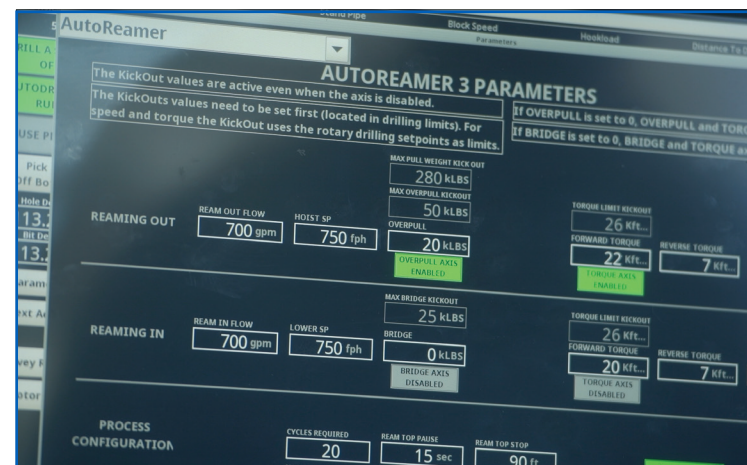 Stand Pipe
Block Speed
Hookload
Parameters
Distance To
AutoReamer
AUTOREAMER 3 PARAMETERS
The KickOut values are active even when the axis is disabled.
The KickOuts values need to be set first (located in drilling limits). For
speed and torque the KickOut uses the rotary drilling setpoints as limits.
If OVERPULL is set to 0, OVERPULL and
If BRIDGE is set to 0, BRIDGE and TORQUE
Pick
Hole
13.
Bit
13.
MAX PULL WEIGHT KICK OUT
280 kLBS
MAX OVERPULL KICKOUT
50 kLBS
TORQUE LIMIT KICKOUT
26 Kft...
REAMING OUT
REAM OUT FLOW
700 gpm
HOIST SP
750 fph
OVERPULL
20 kLBS
OVERPULL AXIS
ENABLED
FORWARD TORQUE
22 Kft...
TORQUE AXIS
ENABLED
REVERSE TORQUE
7 Kft...
MAX BRIDGE KICKOUT
25 kLBS
TORQUE LIMIT KICKOUT
26 Kft...
REAMING IN
REAM IN FLOW
700 gpm
LOWER SP
750 fph
BRIDGE
0 kLBS
BRIDGE AXIS
DISABLED
FORWARD TORQUE
20 Kft...
TORQUE AXIS
DISABLED
REVERSE TORQUE
7 Kft...
PROCESS
CONFIGURATION
CYCLES REQUIRED
20
REAM TOP PAUSE
15 sec
REAM TOP STOP
90 ft